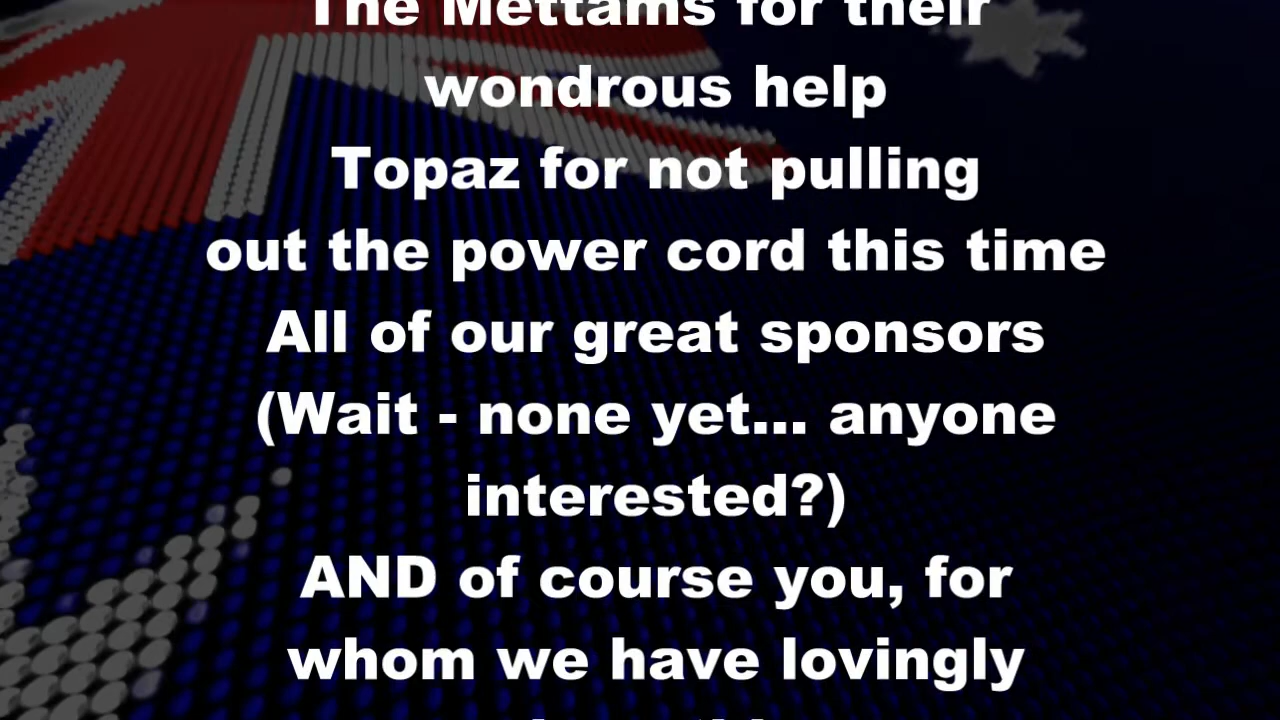 The Mettams for their
wondrous help
Topaz for not pulling
out the power cord this time
All of our great sponsors
(Wait - none yet... anyone
interested?)
AND of course you, for
whom we have lovingly